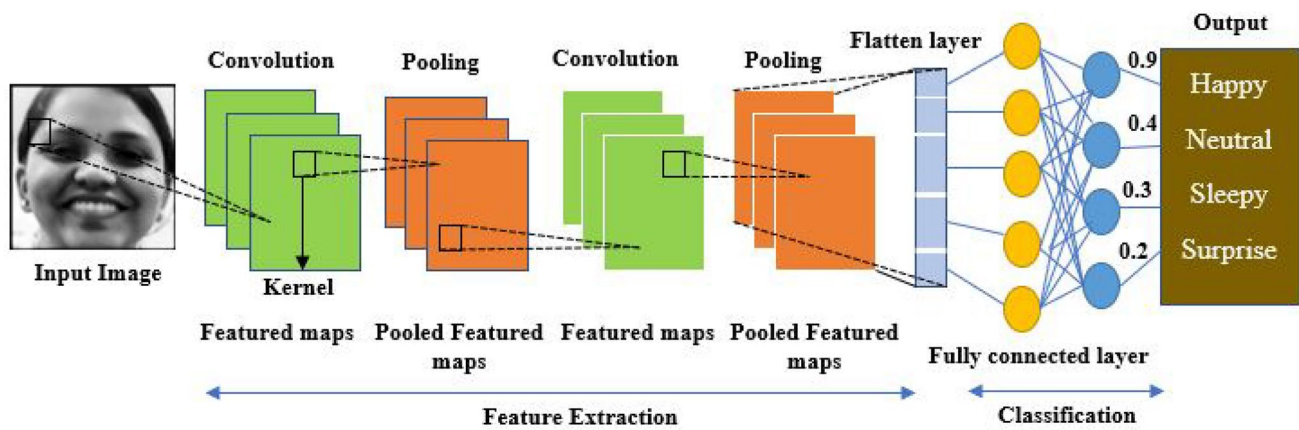 Output
Flatten layer
Convolution
Pooling
Convolution
Pooling
0.9
Happy
0.4
Neutral
0.3
Sleepy
0.2
Surprise
Input Image
Kernel
Featured maps
Pooled Featured
maps
Featured maps
Pooled Featured
maps
Fully connected layer
Feature Extraction
Classification